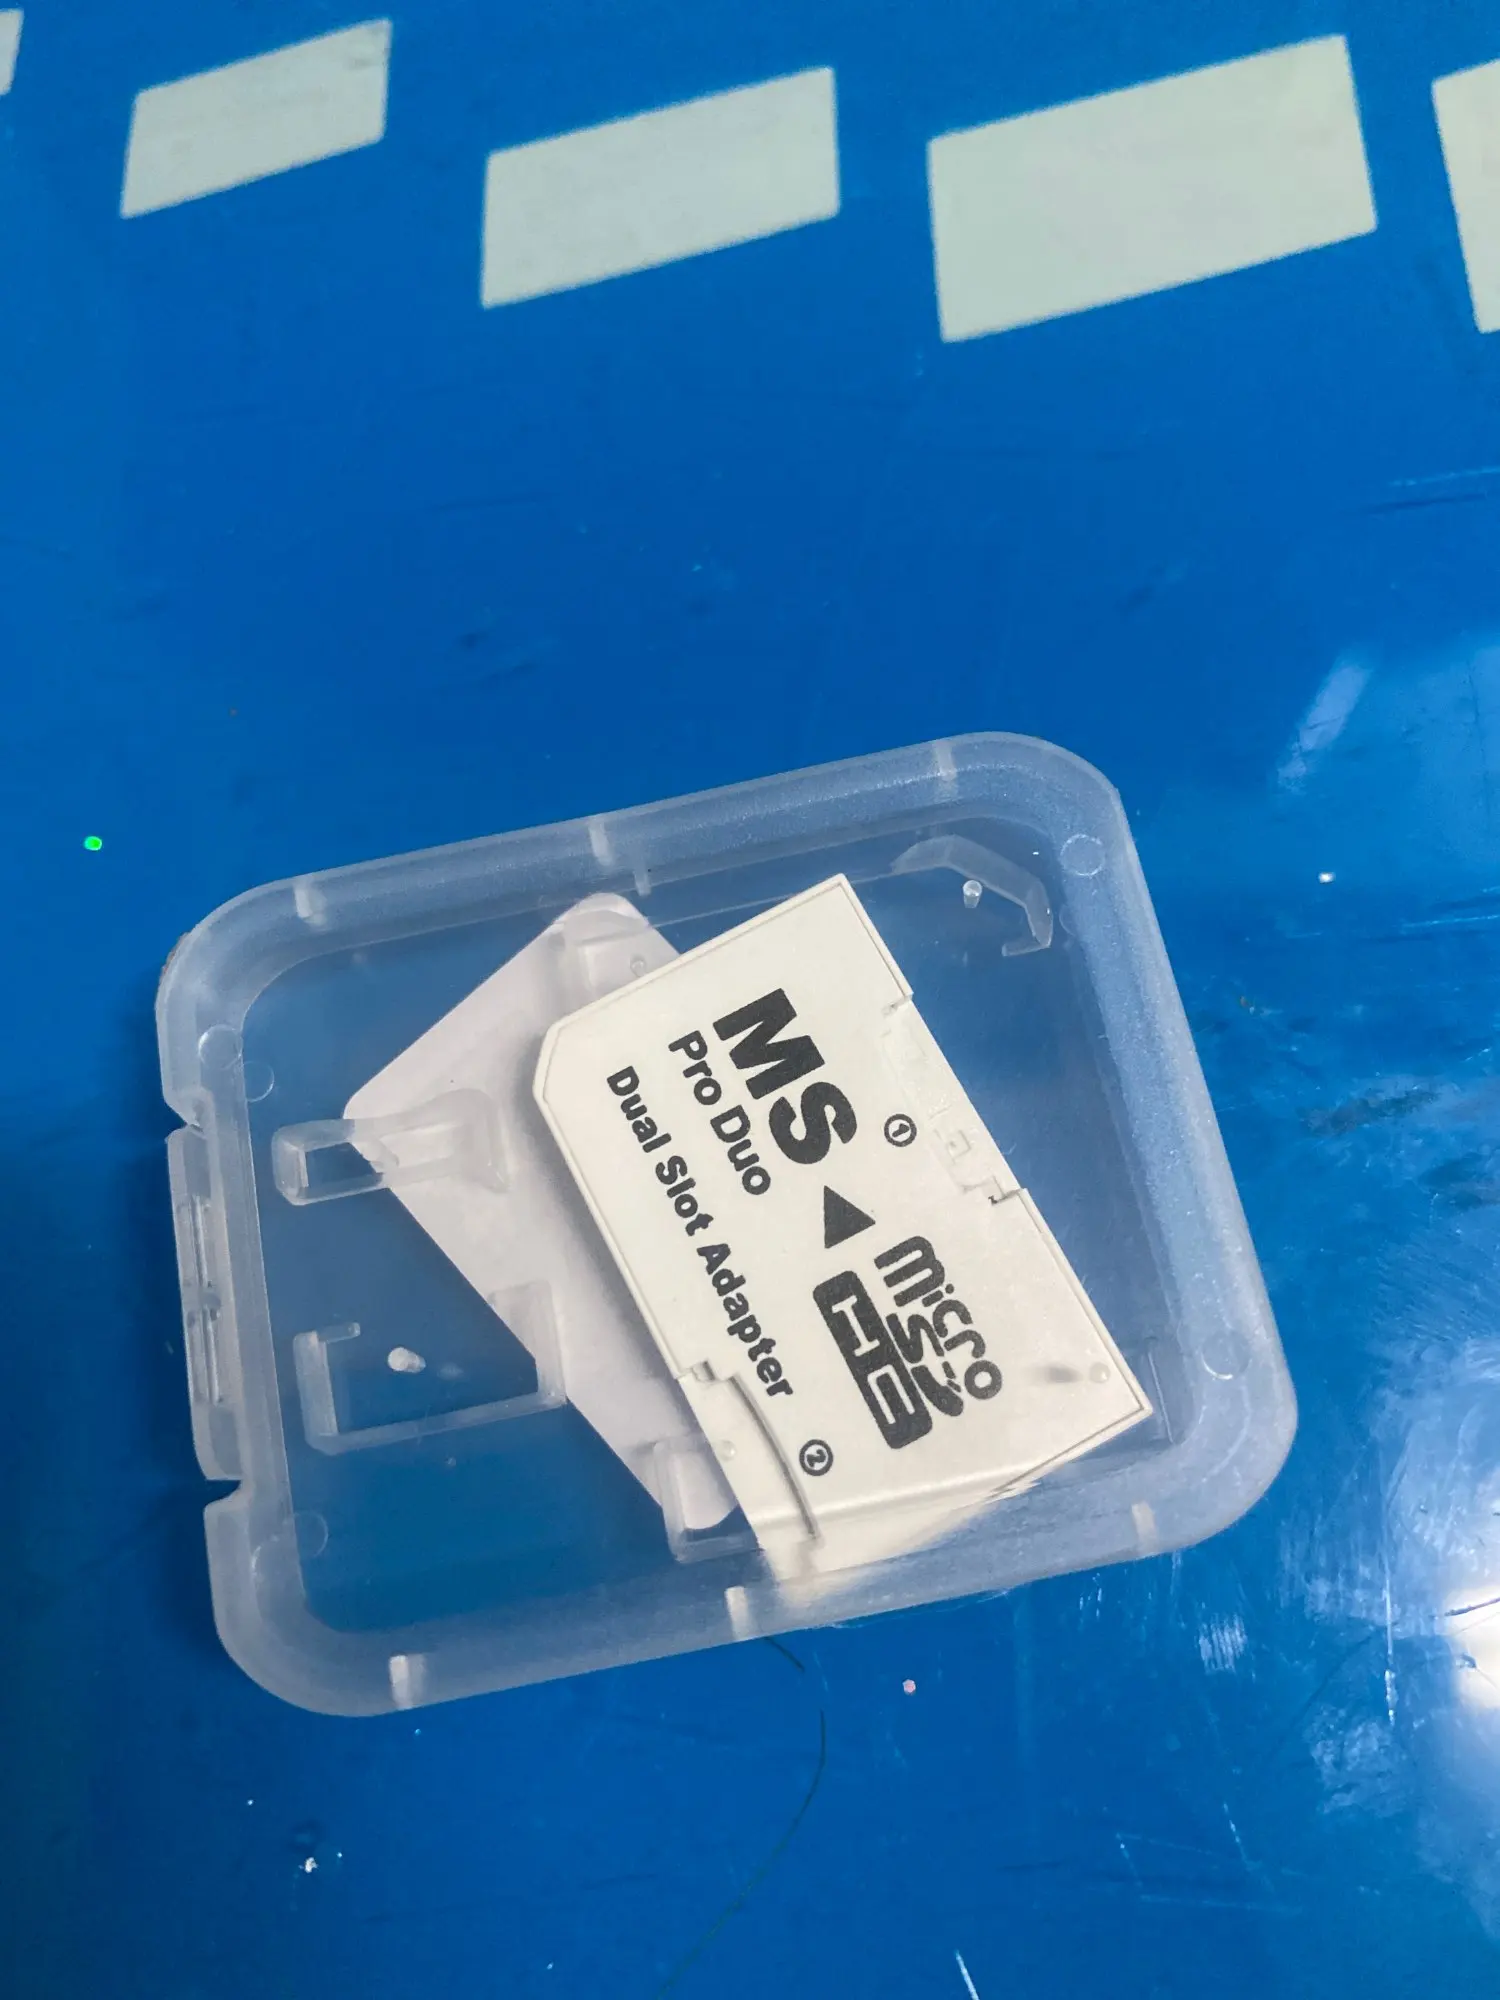 MS
Pro Duo
Dual Slot Adapter
①
micro
SD
HC
②